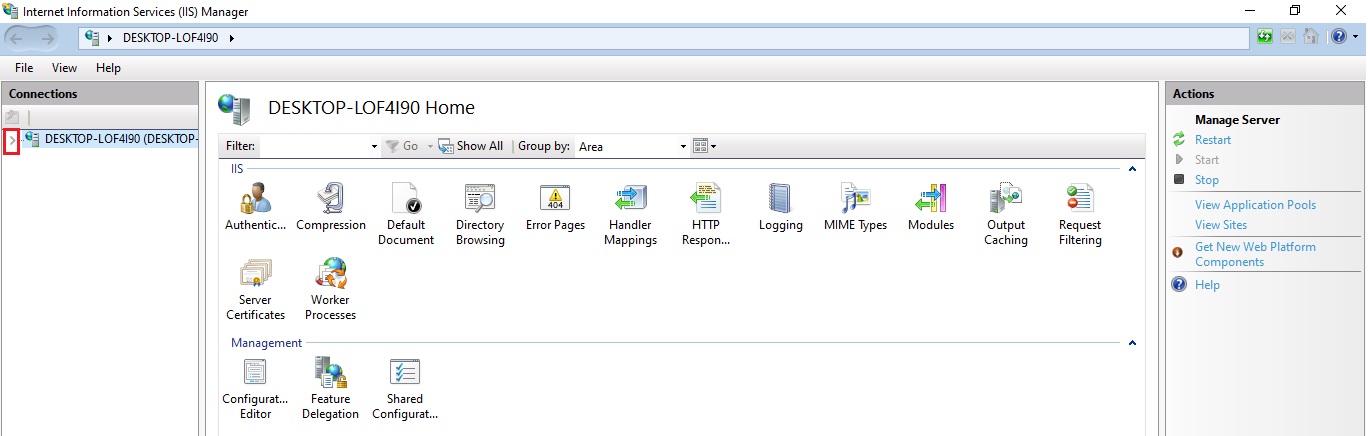 Internet Information Services (IIS) Manager
DESKTOP-LOF4I90
File View Help
Connections
DESKTOP-LOF4I90 (DESKTOP-
DESKTOP-LOF4I90 Home
Filter: Go Show All Group by: Area
IIS
Authentic...
Compression
Default
Document
Directory
Browsing
Error Pages
404
Handler
Mappings
HTTP
Respon...
Logging
MIME Types
Modules
Output
Caching
Request
Filtering
Server
Certificates
Worker
Processes
Management
Configurat...
Editor
Feature
Delegation
Shared
Configurat...
Actions
Manage Server
Restart
Start
Stop
View Application Pools
View Sites
Get New Web Platform
Components
Help